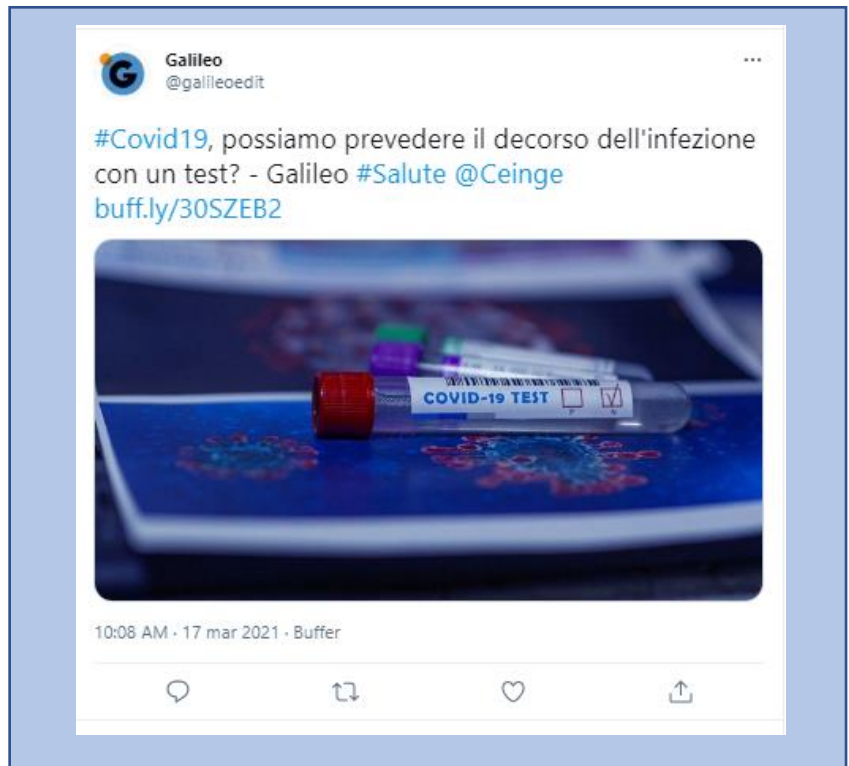 Galileo
@galileoedit
#Covid19, possiamo prevedere il decorso dell'infezione
con un test? - Galileo #Salute @Ceinge
buff.ly/30SZEB2
COVID-19 TEST
P N
10:08 AM · 17 mar 2021 · Buffer